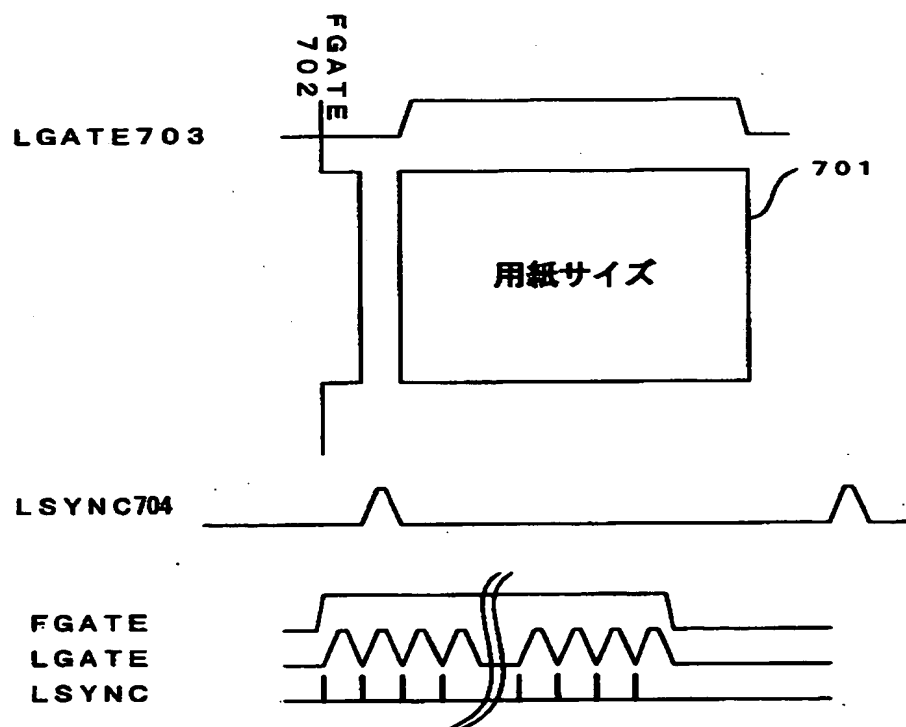 FGATE
702
LGATE703
701
用紙サイズ
LSYNC704
FGATE
LGATE
LSYNC